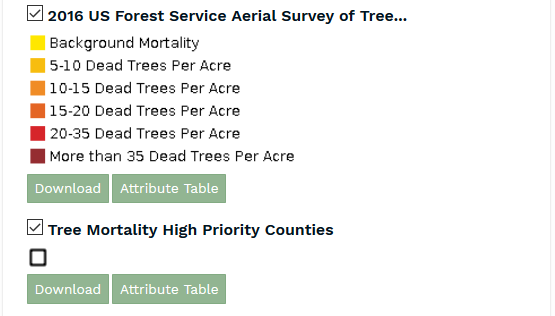 2016 US Forest Service Aerial Survey of Tree...
Background Mortality
5-10 Dead Trees Per Acre
10-15 Dead Trees Per Acre
15-20 Dead Trees Per Acre
20-35 Dead Trees Per Acre
More than 35 Dead Trees Per Acre
Download Attribute Table
Tree Mortality High Priority Counties
Download Attribute Table